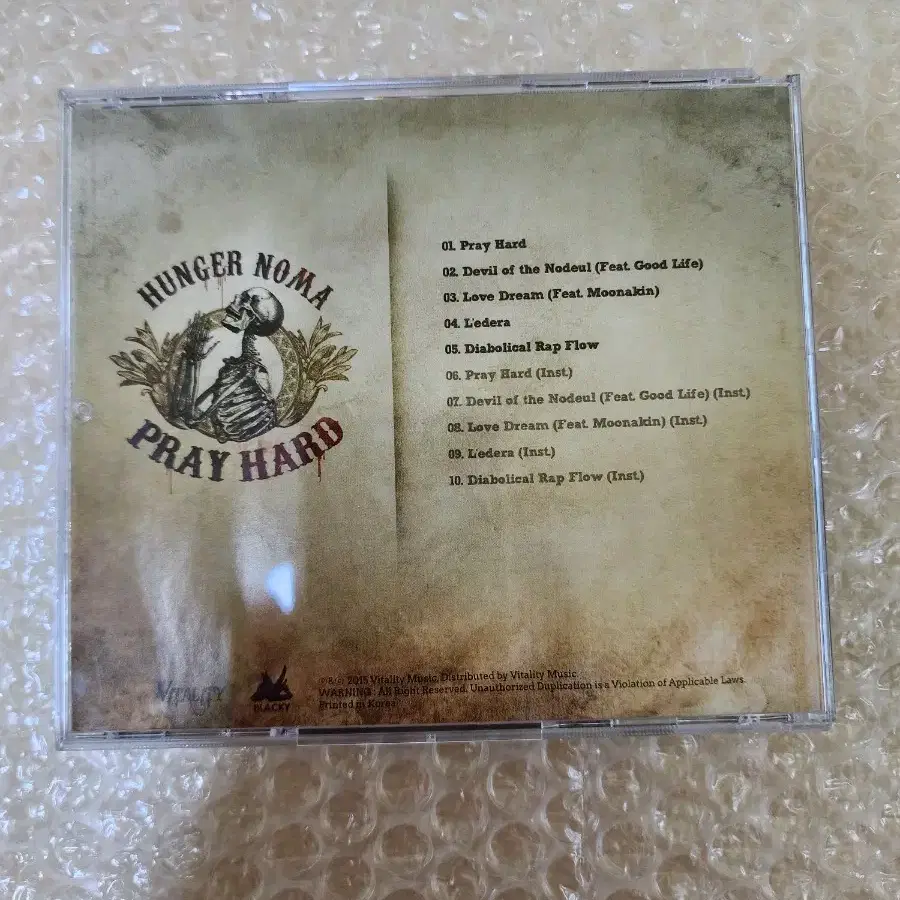 HUNGER NOMA
PRAY HARD
01. Pray Hard
02. Devil of the Nodeul (Feat. Good Life)
03. Love Dream (Feat. Moonakin)
04. L'edera
05. Diabolical Rap Flow
06. Pray Hard (Inst.)
07. Devil of the Nodeul (Feat. Good Life) (Inst.)
08. Love Dream (Feat. Moonakin) (Inst.)
09. L'edera (Inst.)
10. Diabolical Rap Flow (Inst.)
VITALITY
BLACKY
℗&© 2015 Vitality Music. Distributed by Vitality Music.
WARNING: All Right Reserved. Unauthorized Duplication is a Violation of Applicable Laws.
Printed in Korea